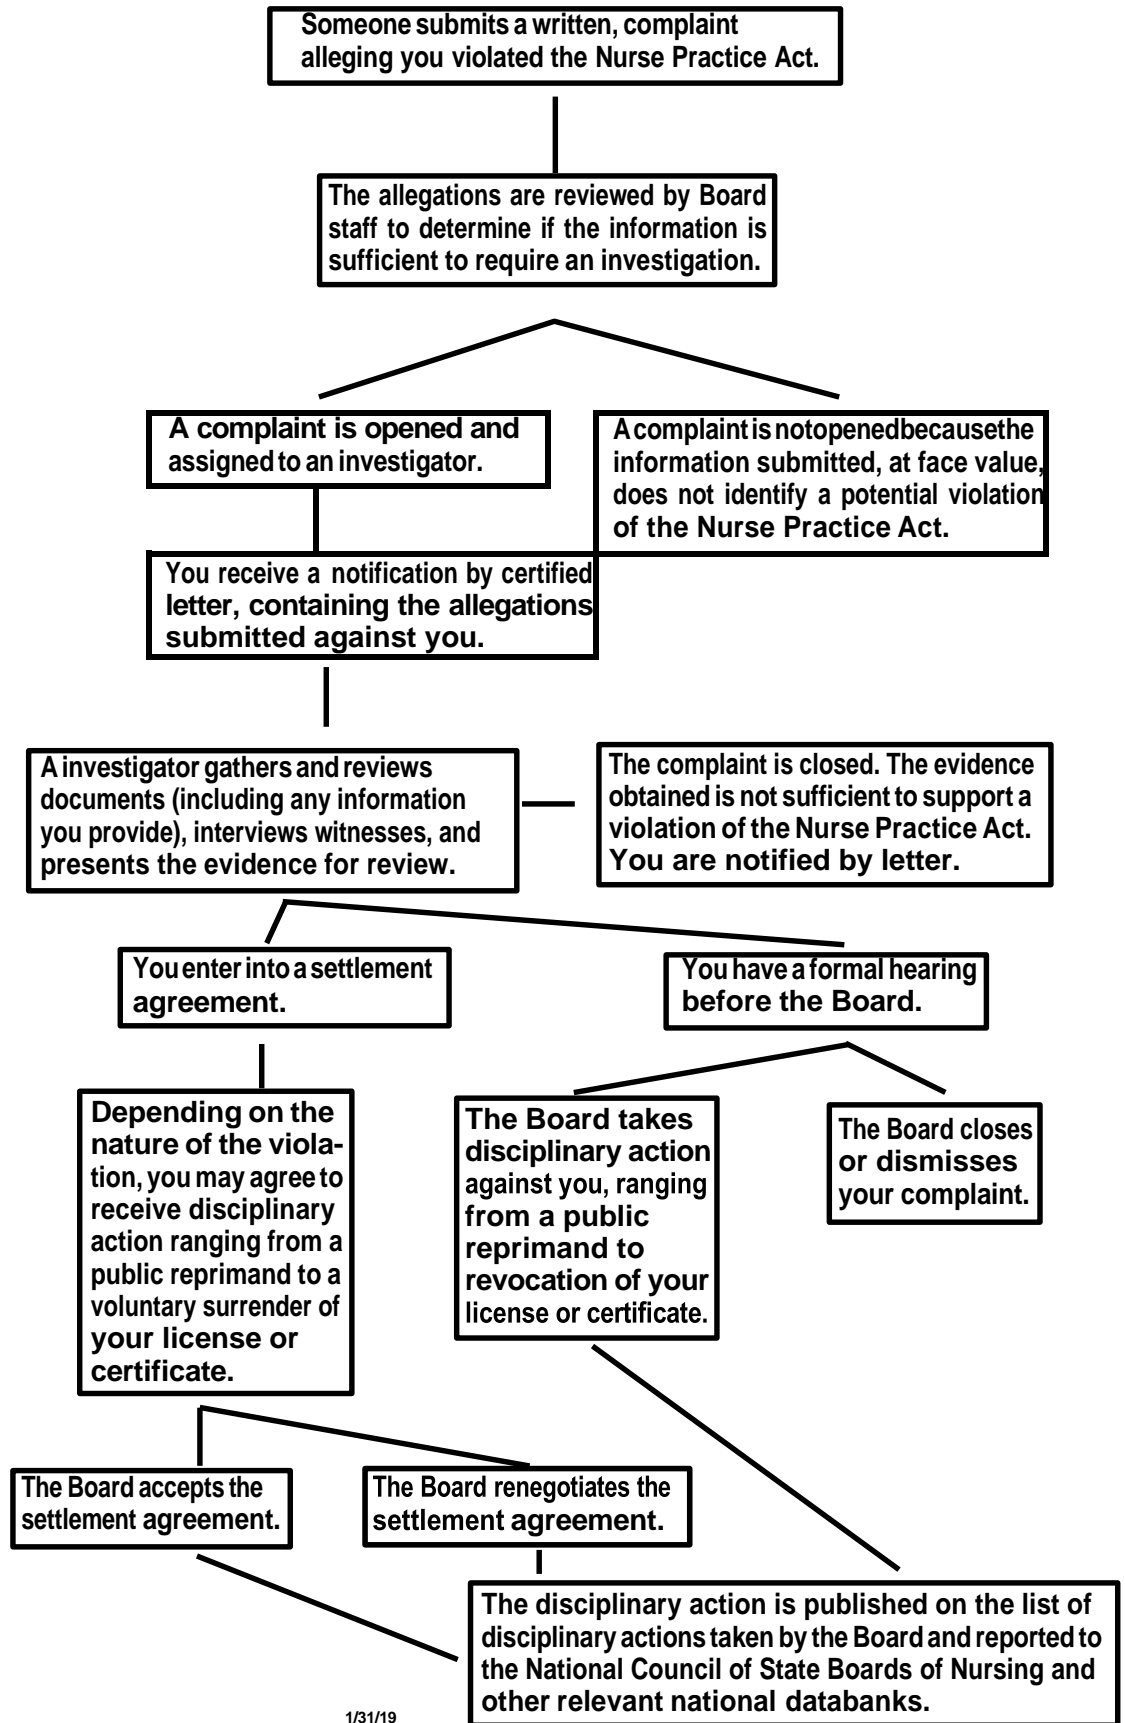 Someone submits a written, complaint
alleging you violated the Nurse Practice Act.
The allegations are reviewed by Board
staff to determine if the information is
sufficient to require an investigation.
A complaint is opened and
assigned to an investigator.
A complaint is not opened because the
information submitted, at face value,
does not identify a potential violation
of the Nurse Practice Act.
You receive a notification by certified
letter, containing the allegations
submitted against you.
A investigator gathers and reviews
documents (including any information
you provide), interviews witnesses, and
presents the evidence for review.
The complaint is closed. The evidence
obtained is not sufficient to support a
violation of the Nurse Practice Act.
You are notified by letter.
You enter into a settlement
agreement.
You have a formal hearing
before the Board.
Depending on the
nature of the viola-
tion, you may agree to
receive disciplinary
action ranging from a
public reprimand to a
voluntary surrender of
your license or
certificate.
The Board takes
disciplinary action
against you, ranging
from a public
reprimand to
revocation of your
license or certificate.
The Board closes
or dismisses
your complaint.
The Board accepts the
settlement agreement.
The Board renegotiates the
settlement agreement.
The disciplinary action is published on the list of
disciplinary actions taken by the Board and reported to
the National Council of State Boards of Nursing and
other relevant national databanks.
1/31/19